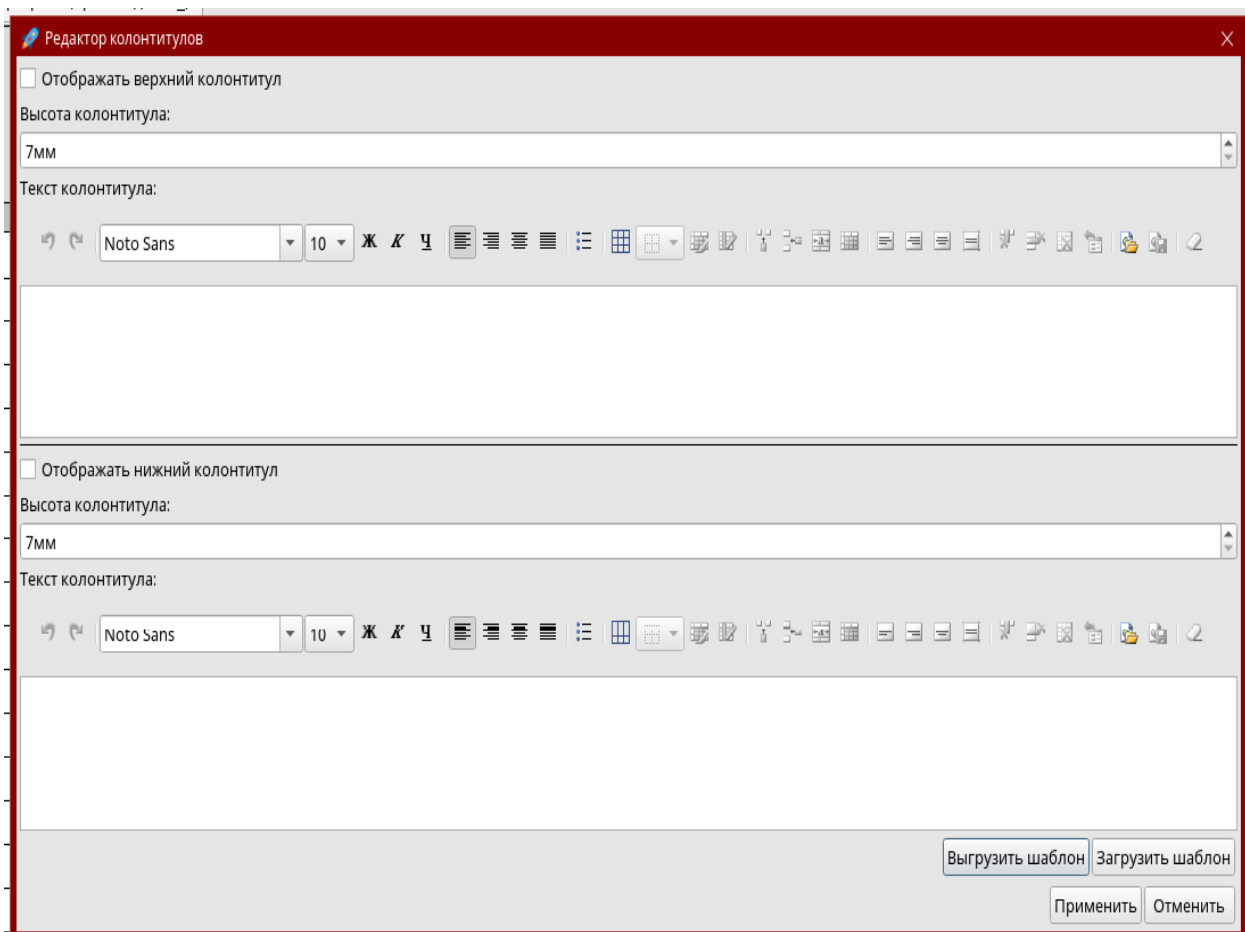 Редактор колонтитулов
Отображать верхний колонтитул
Высота колонтитула:
7мм
Текст колонтитула:
Noto Sans 10 Ж К Ч
Отображать нижний колонтитул
Высота колонтитула:
7мм
Текст колонтитула:
Noto Sans 10 Ж К Ч
Выгрузить шаблон Загрузить шаблон
Применить Отменить